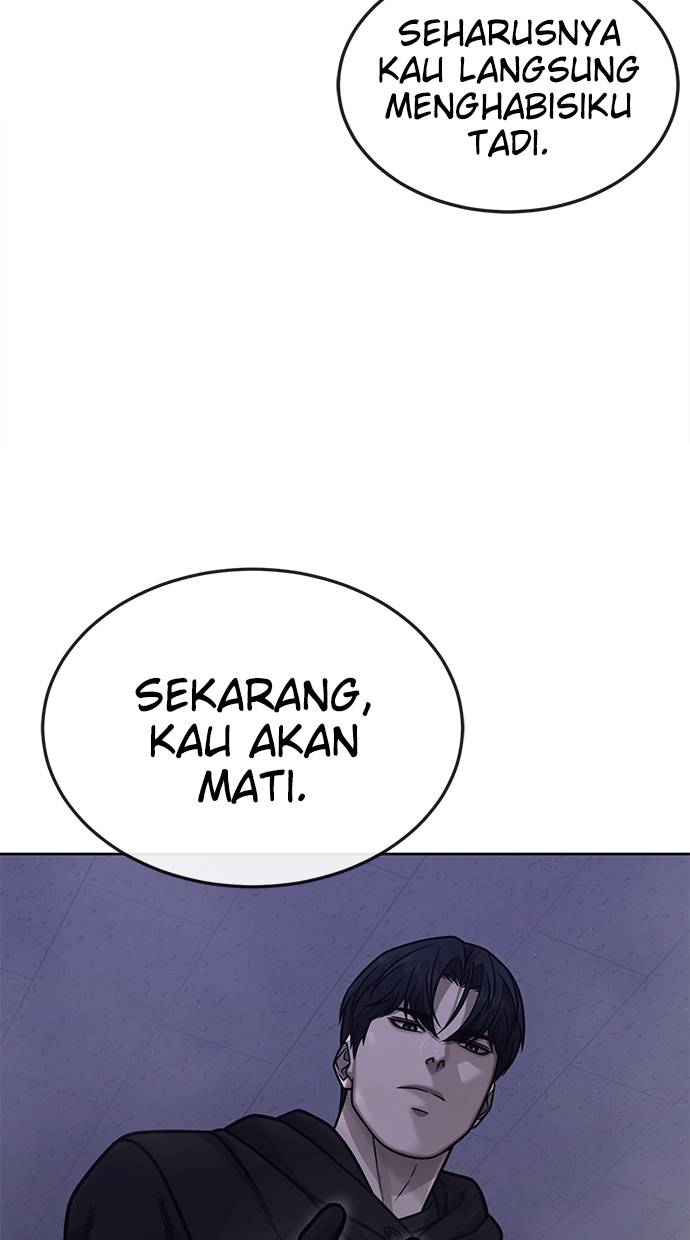 SEHARUSNYA
KAU LANGSUNG
MENGHABISIKU
TADI.
SEKARANG,
KAU AKAN
MATI.